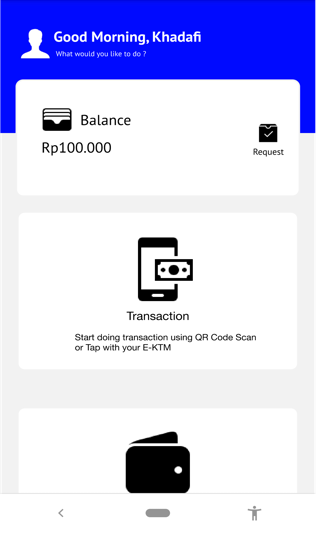 Good Morning, Khadafi
What would you like to do ?
Balance
Rp100.000
Request
Transaction
Start doing transaction using QR Code Scan
or Tap with your E-KTM